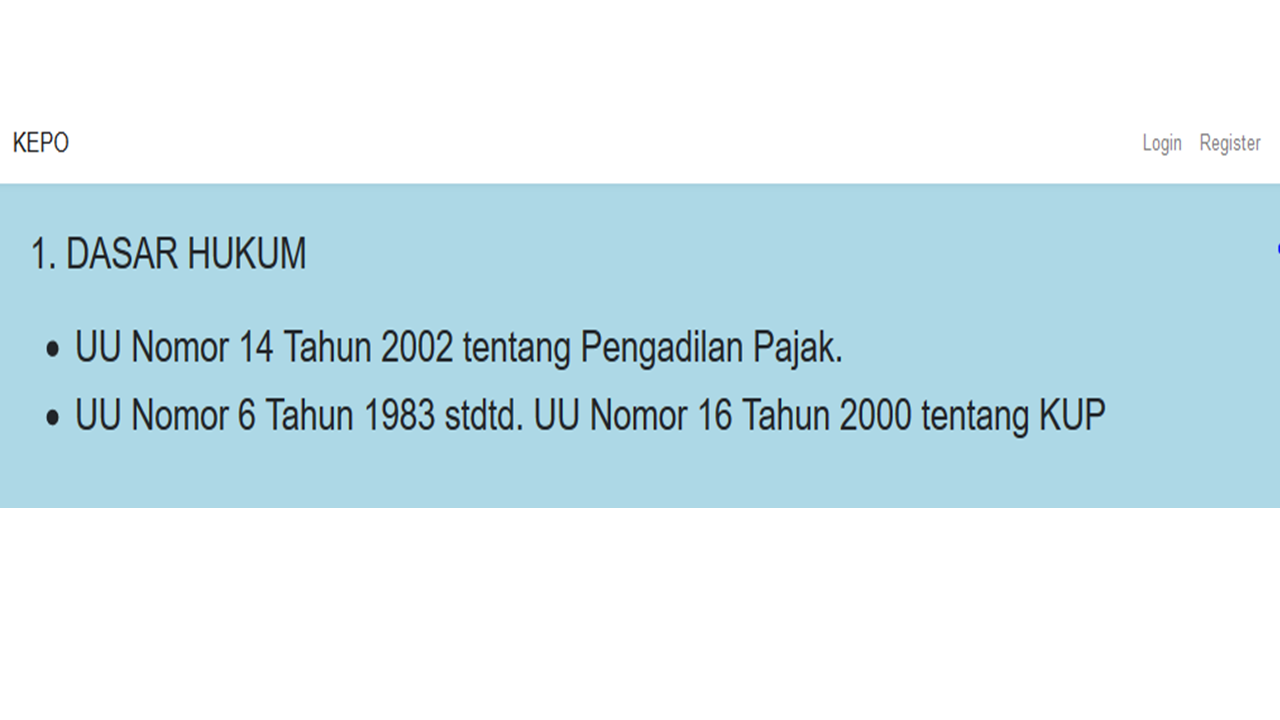 KEPO
Login Register
1. DASAR HUKUM
• UU Nomor 14 Tahun 2002 tentang Pengadilan Pajak.
• UU Nomor 6 Tahun 1983 stdtd. UU Nomor 16 Tahun 2000 tentang KUP